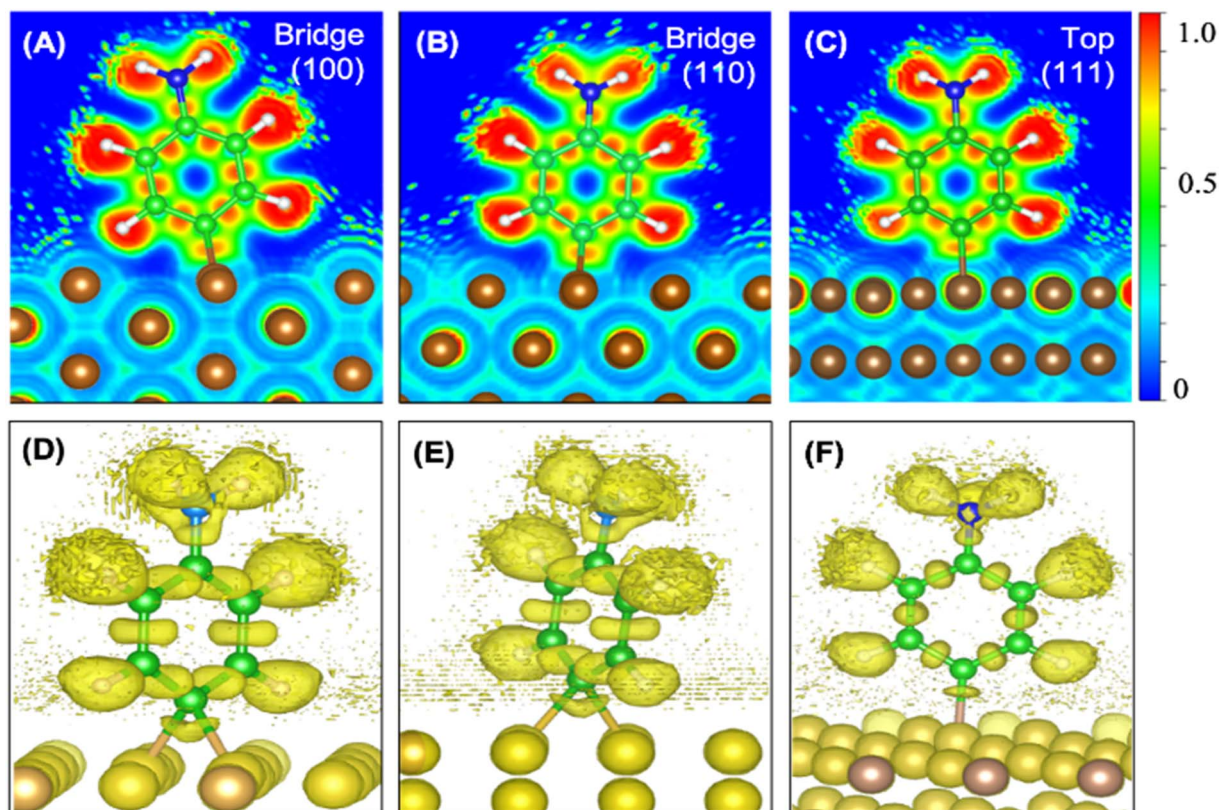 (A)
Bridge
(100)
(B)
Bridge
(110)
(C)
Top
(111)
1.0
0.5
0
(D)
(E)
(F)